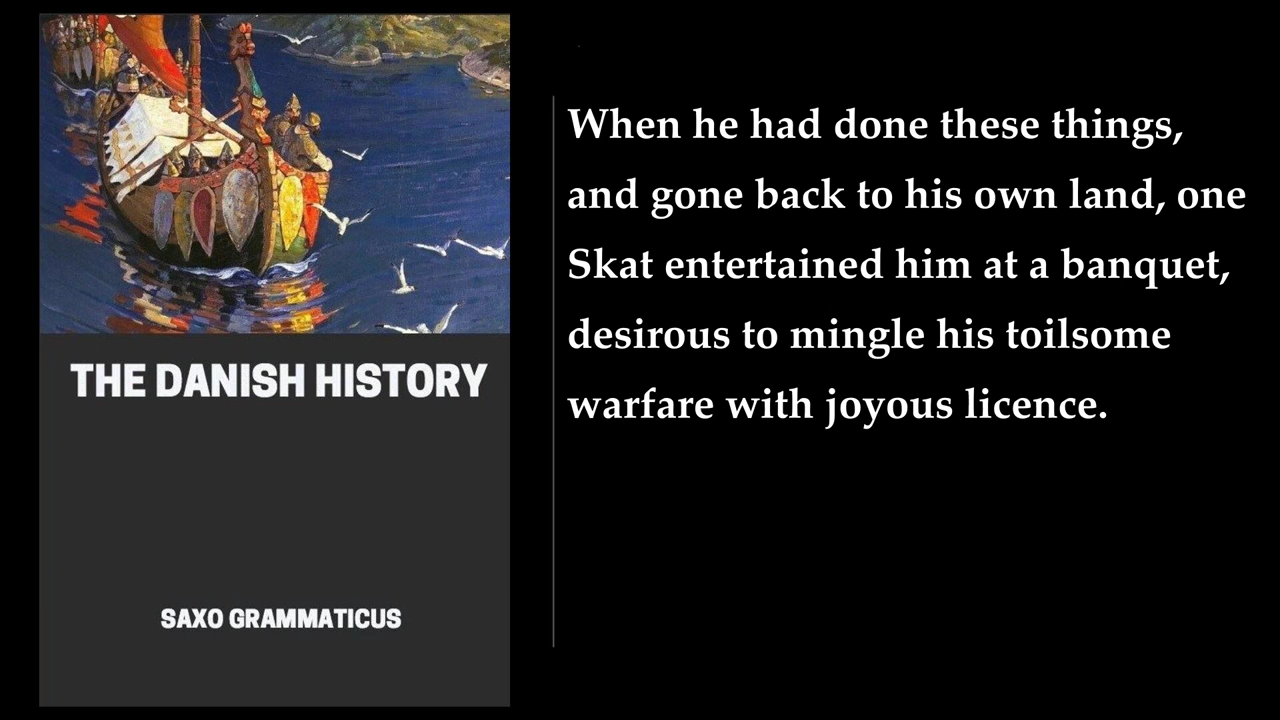 THE DANISH HISTORY
SAXO GRAMMATICUS
When he had done these things,
and gone back to his own land, one
Skat entertained him at a banquet,
desirous to mingle his toilsome
warfare with joyous licence.